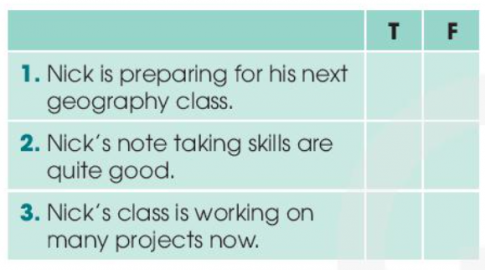 T F
1. Nick is preparing for his next
geography class.
2. Nick's note taking skills are
quite good.
3. Nick's class is working on
many projects now.